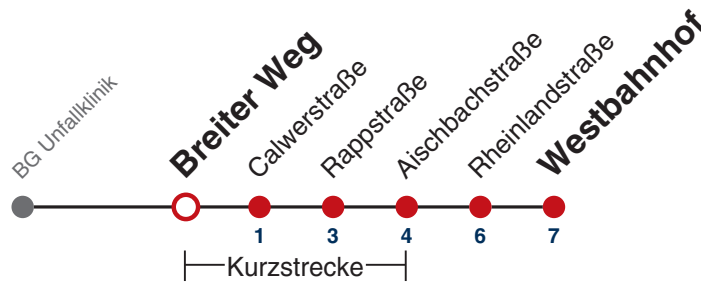 BG Unfallklinik
Breiter Weg
Calwerstraße
Rappstraße
Aischbachstraße
Rheinlandstraße
Westbahnhof
1 3 4 6 7
Kurzstrecke